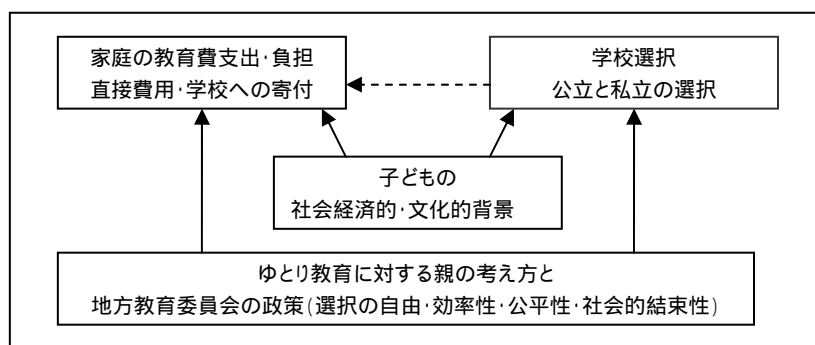 家庭の教育費支出・負担
直接費用・学校への寄付
学校選択
公立と私立の選択
子どもの
社会経済的・文化的背景
ゆとり教育に対する親の考え方と
地方教育委員会の政策(選択の自由・効率性・公平性・社会的結束性)